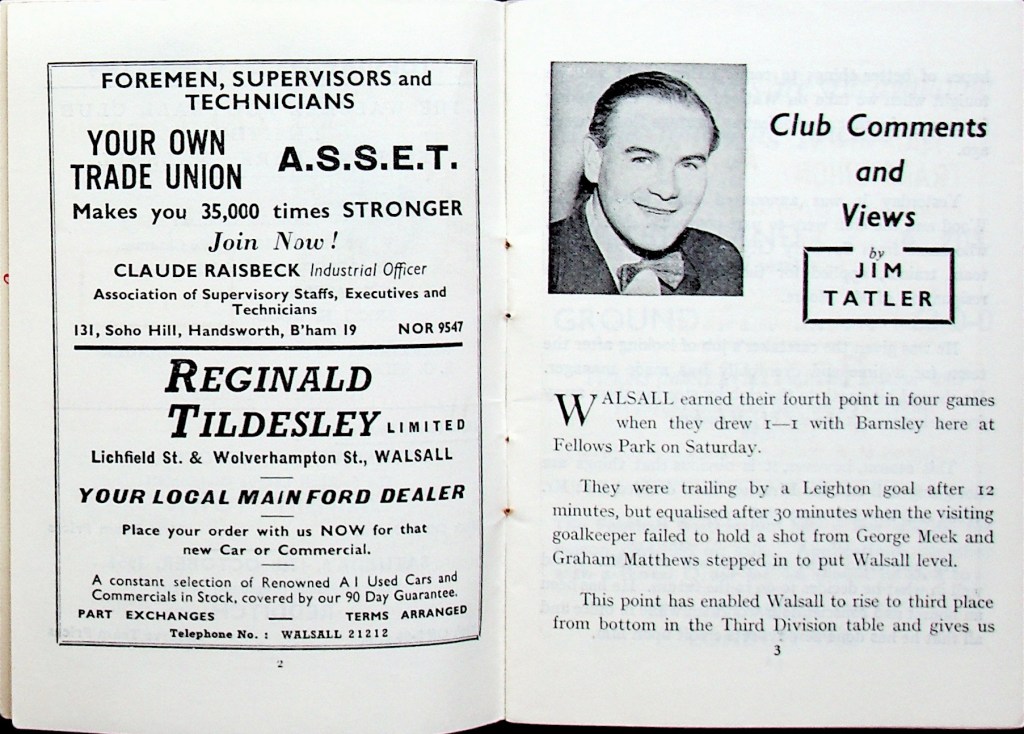 FOREMEN, SUPERVISORS and
TECHNICIANS
YOUR OWN
TRADE UNION
A.S.S.E.T.
Makes you 35,000 times STRONGER
Join Now!
CLAUDE RAISBECK Industrial Officer
Association of Supervisory Staffs, Executives and
Technicians
131, Soho Hill, Handsworth, B'ham 19 NOR 9547
REGINALD
TILDESLEY LIMITED
Lichfield St. & Wolverhampton St., WALSALL
YOUR LOCAL MAIN FORD DEALER
Place your order with us NOW for that
new Car or Commercial.
A constant selection of Renowned A1 Used Cars and
Commercials in Stock, covered by our 90 Day Guarantee.
PART EXCHANGES — TERMS ARRANGED
Telephone No. : WALSALL 21212
2
Club Comments
and
Views
by
JIM
TATLER
WALSALL earned their fourth point in four games
when they drew 1—1 with Barnsley here at
Fellows Park on Saturday.
They were trailing by a Leighton goal after 12
minutes, but equalised after 30 minutes when the visiting
goalkeeper failed to hold a shot from George Meek and
Graham Matthews stepped in to put Walsall level.
This point has enabled Walsall to rise to third place
from bottom in the Third Division table and gives us
3